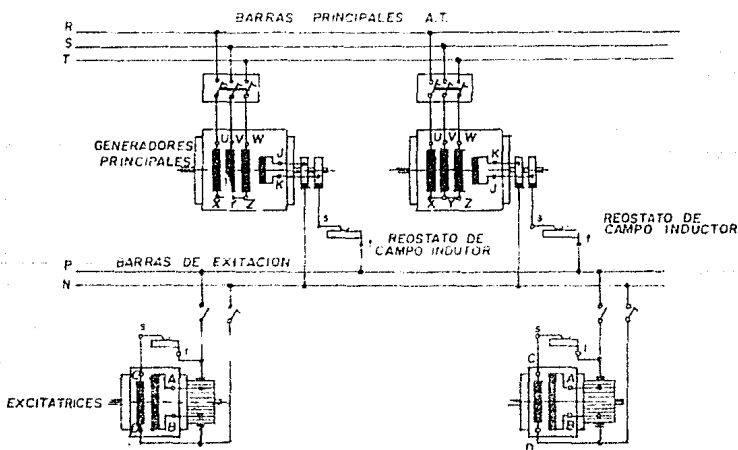 BARRAS PRINCIPALES A.T.
R
S
T
U V W
U V W
GENERADORES
PRINCIPALES
J
K
K
J
X Y Z
X Y Z
s
s
REOSTATO DE
CAMPO INDUTOR
REOSTATO DE
CAMPO INDUCTOR
t
P
N
BARRAS DE EXITACION
s
t
s
C
A
B
EXCITATRICES
C
A
B
D